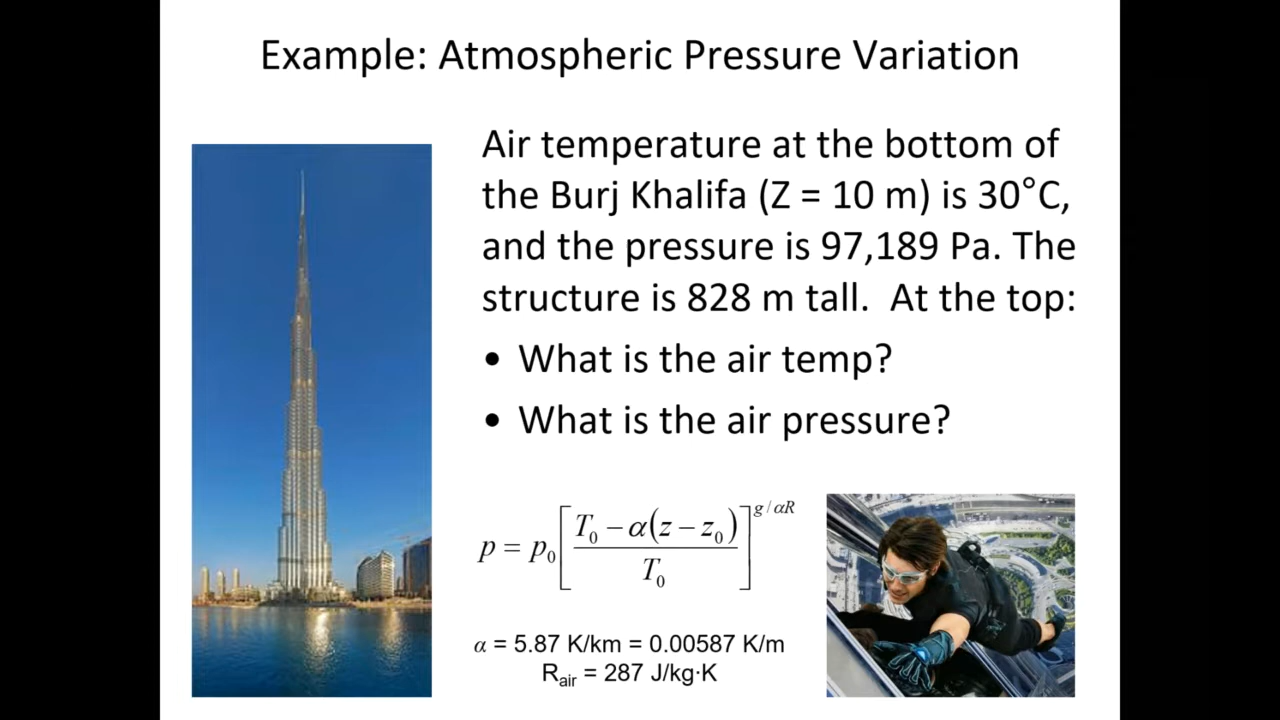 Example: Atmospheric Pressure Variation
Air temperature at the bottom of
the Burj Khalifa (Z = 10 m) is 30°C,
and the pressure is 97,189 Pa. The
structure is 828 m tall.  At the top:
• What is the air temp?
• What is the air pressure?
p = p₀[(T₀ − α(z − z₀))/T₀]^(g/αR)
α = 5.87 K/km = 0.00587 K/m
R_air = 287 J/kg·K